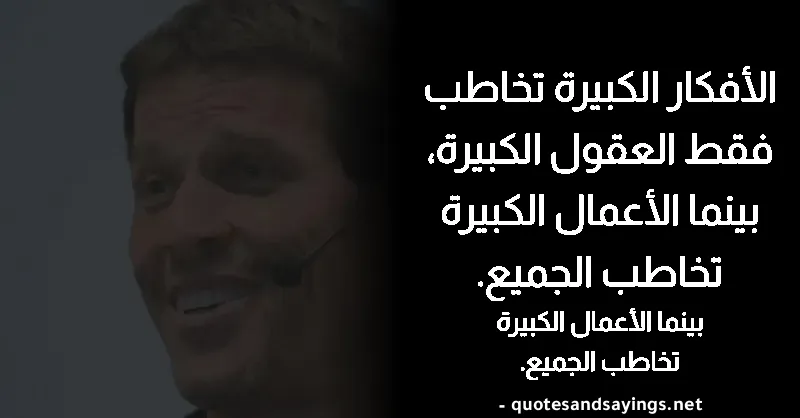 الأفكار الكبيرة تخاطب
فقط العقول الكبيرة،
بينما الأعمال الكبيرة
تخاطب الجميع.
بينما الأعمال الكبيرة
تخاطب الجميع.
- quotesandsayings.net